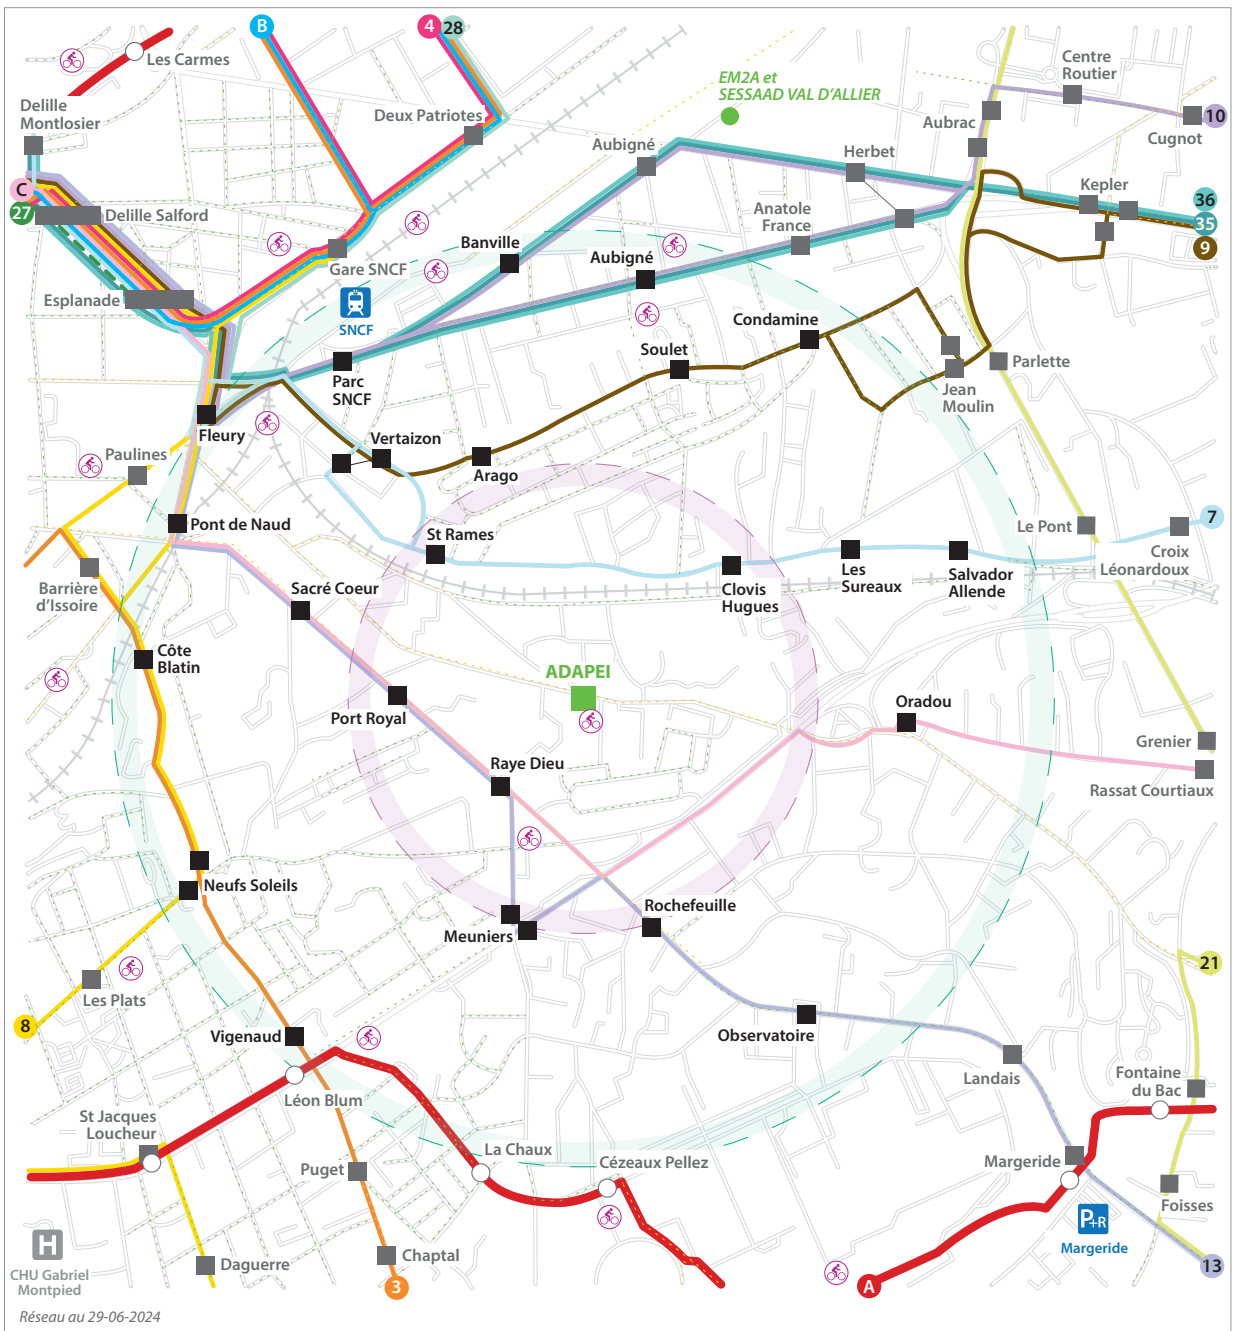 B
4
28
Les Carmes
Delille
Montlosier
Deux Patriotes
EM2A et
SESSAAD VAL D'ALLIER
Centre
Routier
Aubrac
10
Cugnot
Aubigné
Herbet
C
27
Delille Salford
Kepler
36
35
9
Anatole
France
Banville
Aubigné
Gare SNCF
Esplanade
SNCF
Condamine
Soulet
Parlette
Parc
SNCF
Jean
Moulin
Fleury
Vertaizon
Paulines
Arago
Pont de Naud
St Rames
Le Pont
7
Croix
Léonardoux
Barrière
d'Issoire
Sacré Coeur
Clovis
Hugues
Les
Sureaux
Salvador
Allende
Côte
Blatin
ADAPEI
Port Royal
Oradou
Grenier
Raye Dieu
Rassat Courtiaux
Neufs Soleils
Rochefeuille
Meuniers
21
Les Plats
8
Vigenaud
Observatoire
Landais
Fontaine
du Bac
Léon Blum
St Jacques
Loucheur
La Chaux
Cézeaux Pellez
Puget
Margeride
Foisses
P+R
Margeride
H
CHU Gabriel
Montpied
Daguerre
Chaptal
3
A
13
Réseau au 29-06-2024